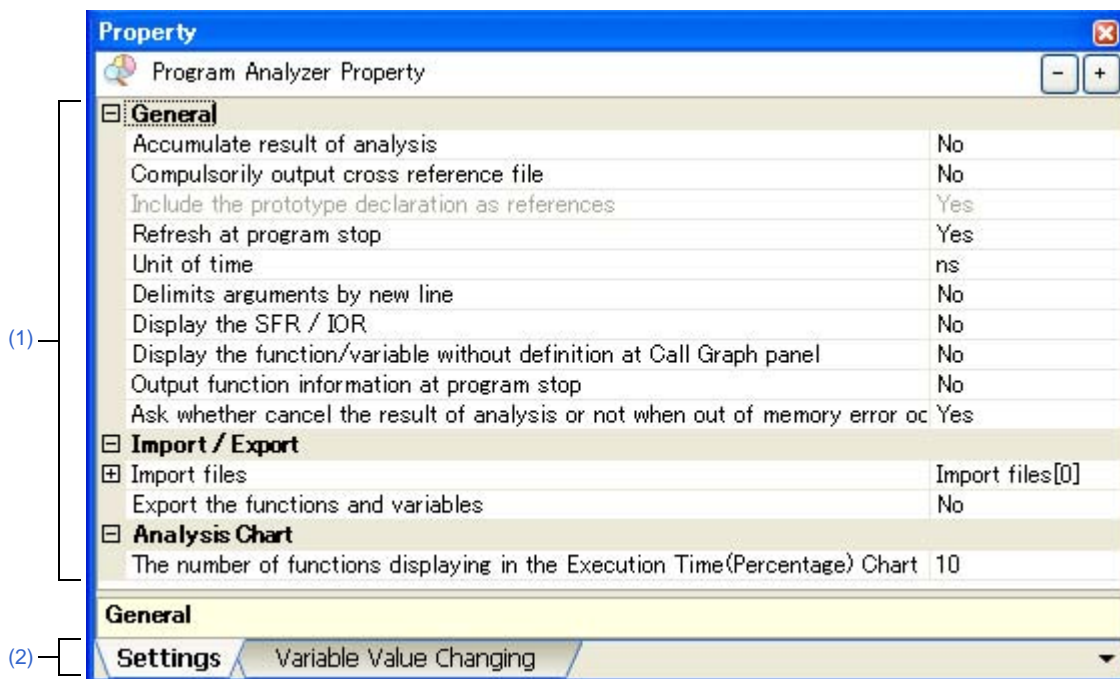 Property
Program Analyzer Property
- +
(1)
General
Accumulate result of analysis No
Compulsorily output cross reference file No
Include the prototype declaration as references Yes
Refresh at program stop Yes
Unit of time ns
Delimits arguments by new line No
Display the SFR / IOR No
Display the function/variable without definition at Call Graph panel No
Output function information at program stop No
Ask whether cancel the result of analysis or not when out of memory error oc Yes
Import / Export
Import files Import files[0]
Export the functions and variables No
Analysis Chart
The number of functions displaying in the Execution Time(Percentage) Chart 10
General
(2)
Settings Variable Value Changing